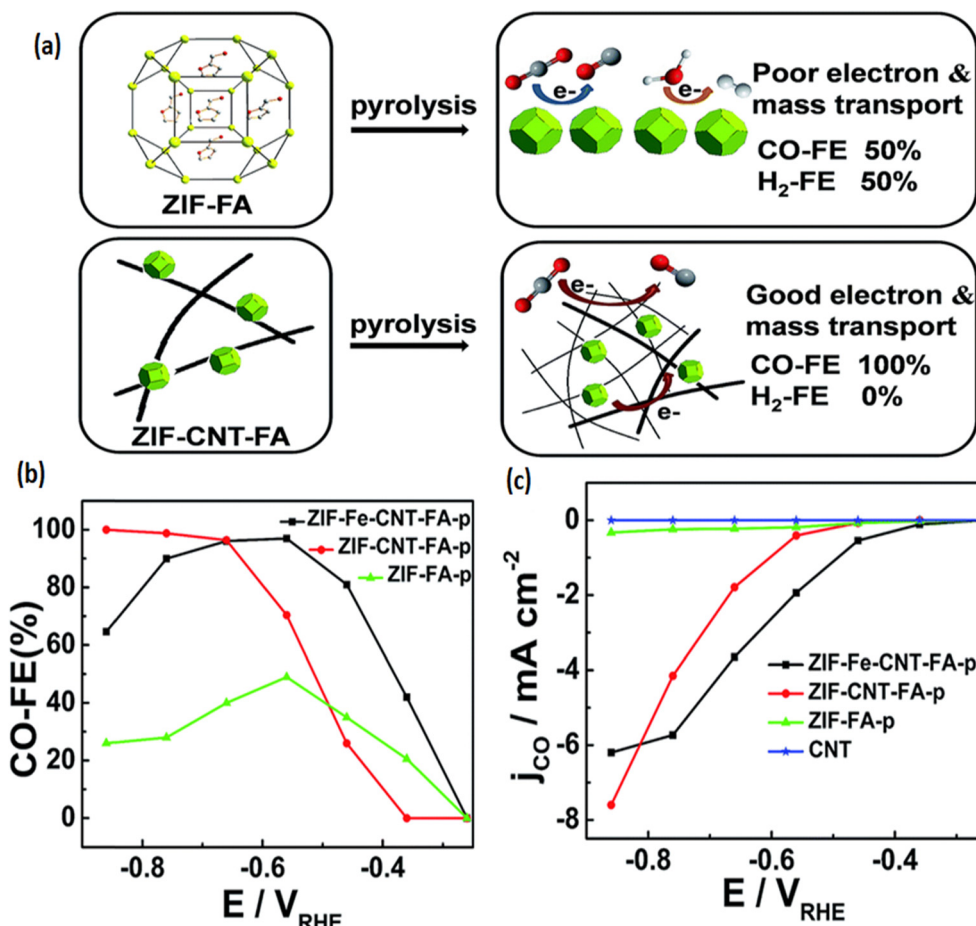 (a)
ZIF-FA
pyrolysis
e-
e-
Poor electron &
mass transport
CO-FE 50%
H₂-FE 50%
ZIF-CNT-FA
pyrolysis
e-
e-
Good electron &
mass transport
CO-FE 100%
H₂-FE 0%
(b)
100
80
60
40
20
0
CO-FE(%)
ZIF-Fe-CNT-FA-p
ZIF-CNT-FA-p
ZIF-FA-p
-0.8
-0.6
-0.4
E / V_RHE
(c)
0
-2
-4
-6
-8
j_CO / mA cm⁻²
ZIF-Fe-CNT-FA-p
ZIF-CNT-FA-p
ZIF-FA-p
CNT
-0.8
-0.6
-0.4
E / V_RHE